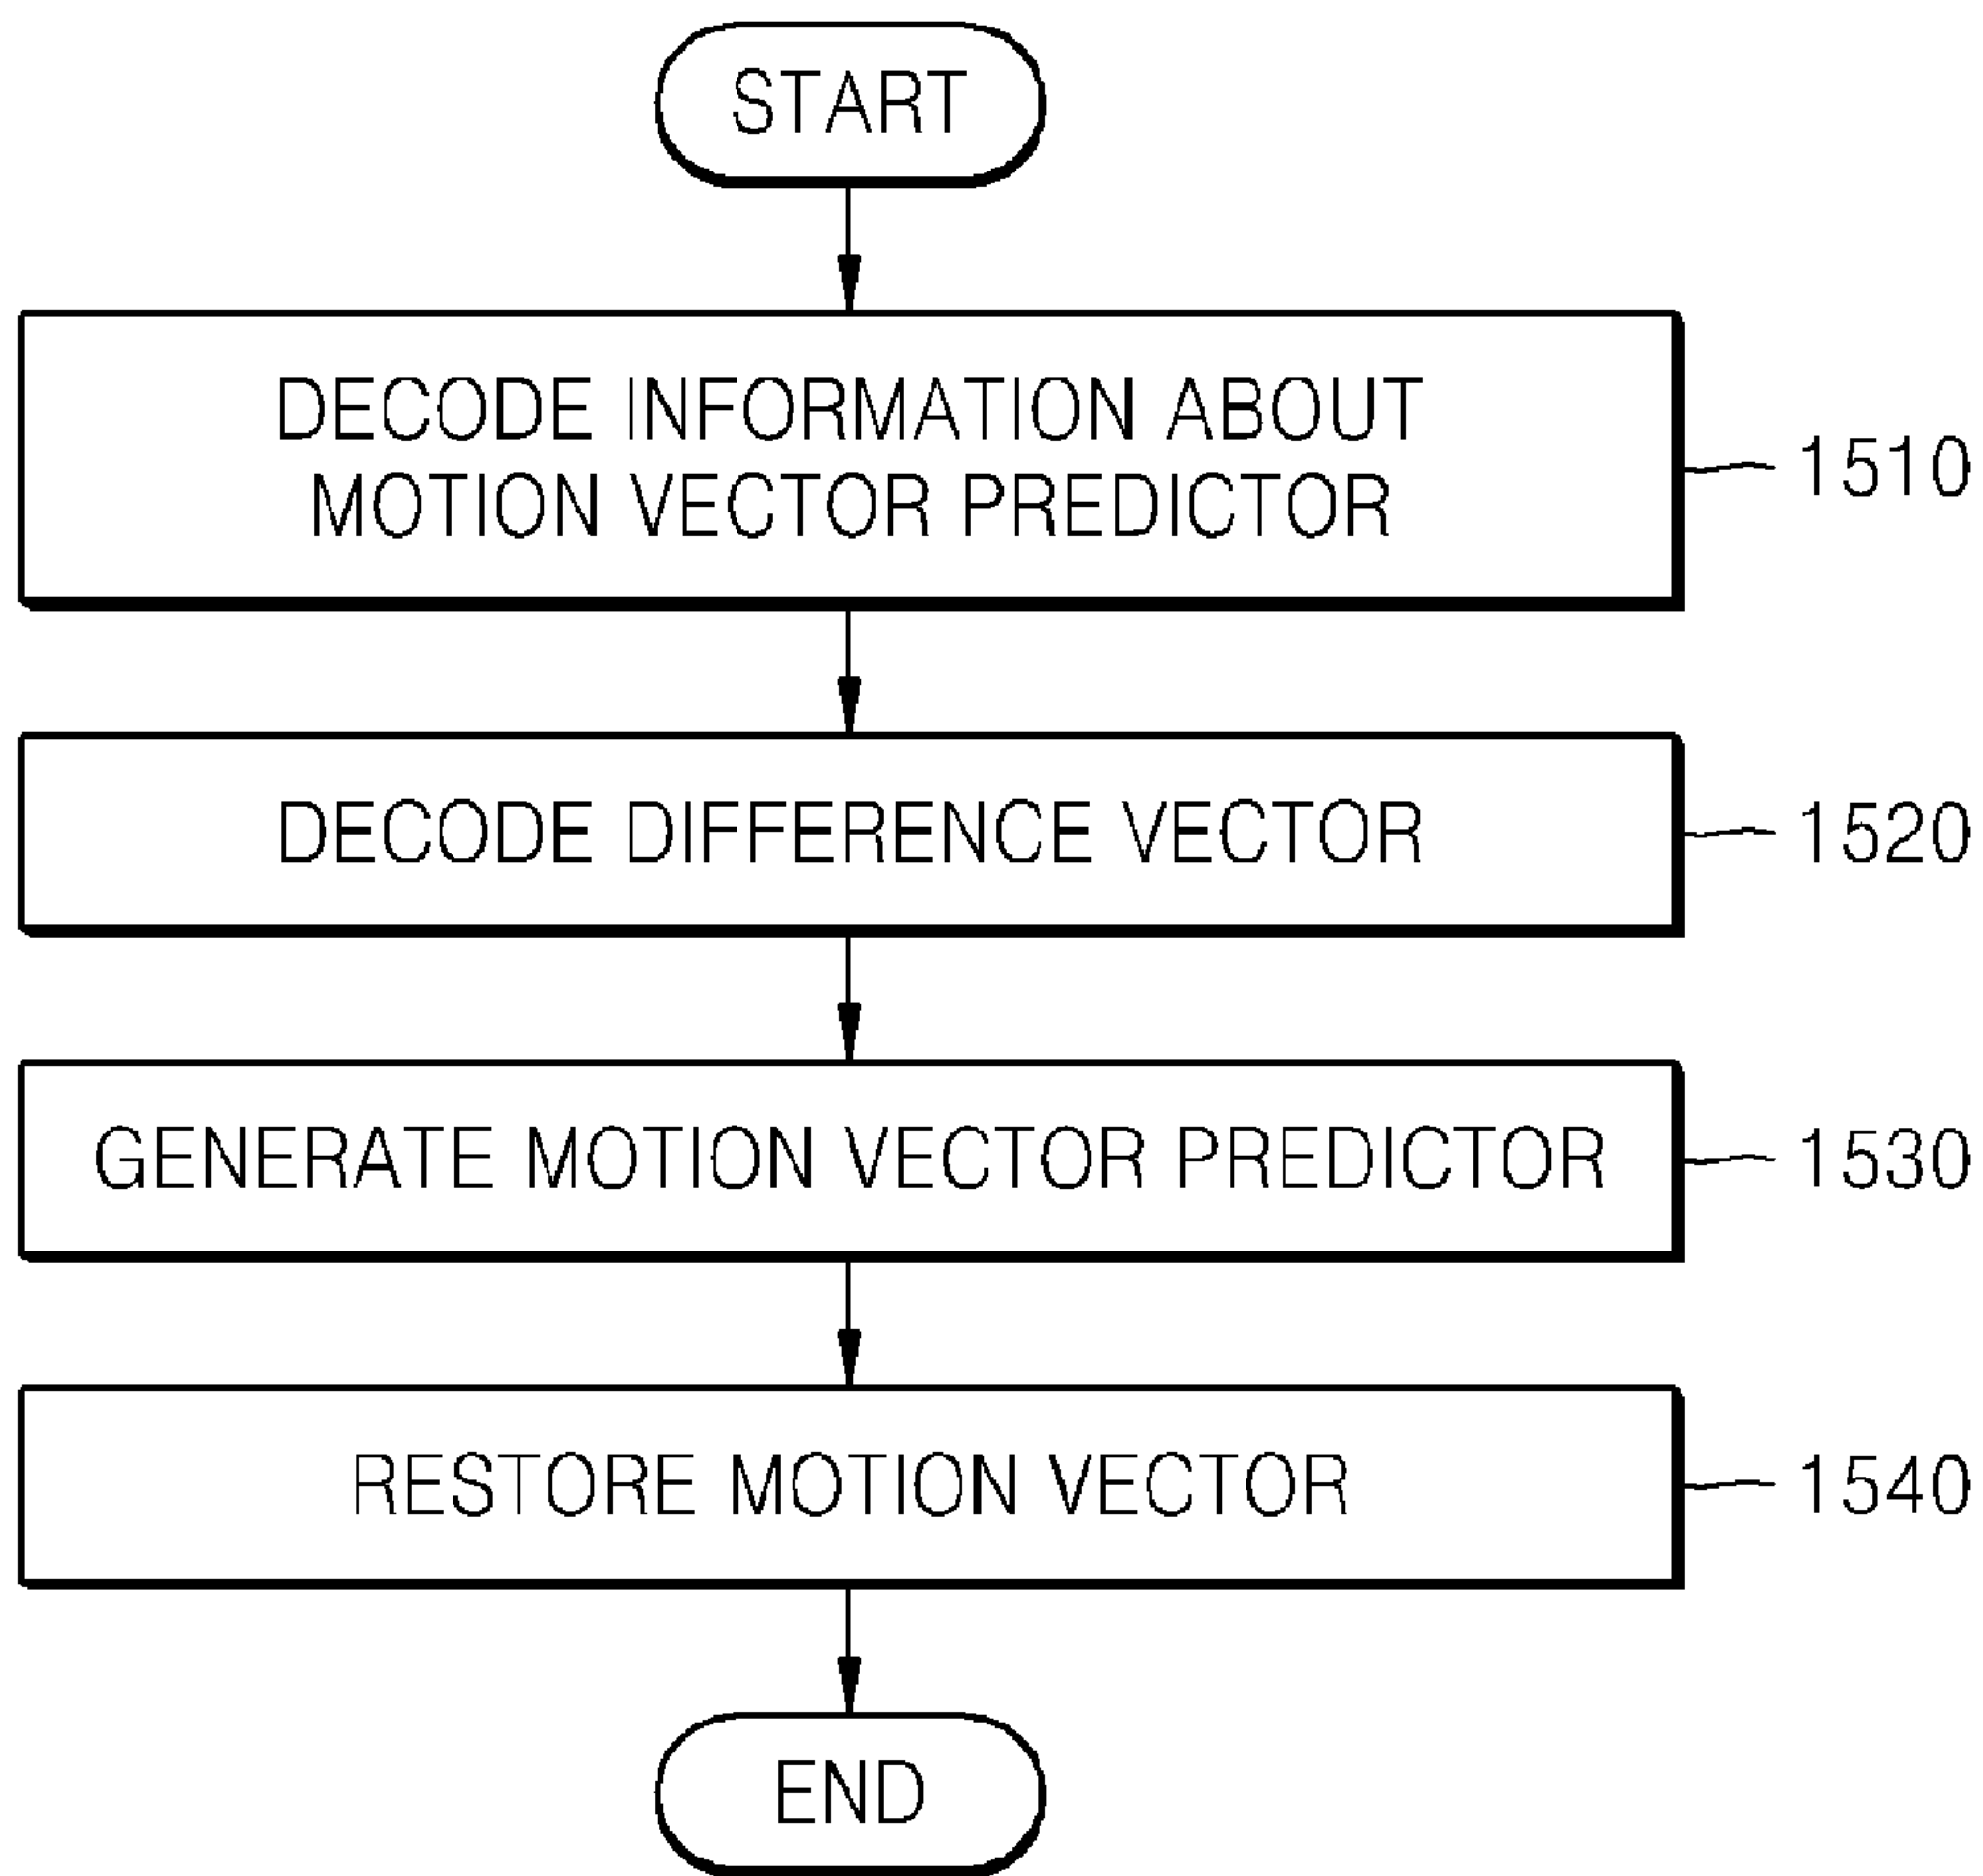 START
DECODE INFORMATION ABOUT
MOTION VECTOR PREDICTOR
1510
DECODE DIFFERENCE VECTOR
1520
GENERATE MOTION VECTOR PREDICTOR
1530
RESTORE MOTION VECTOR
1540
END